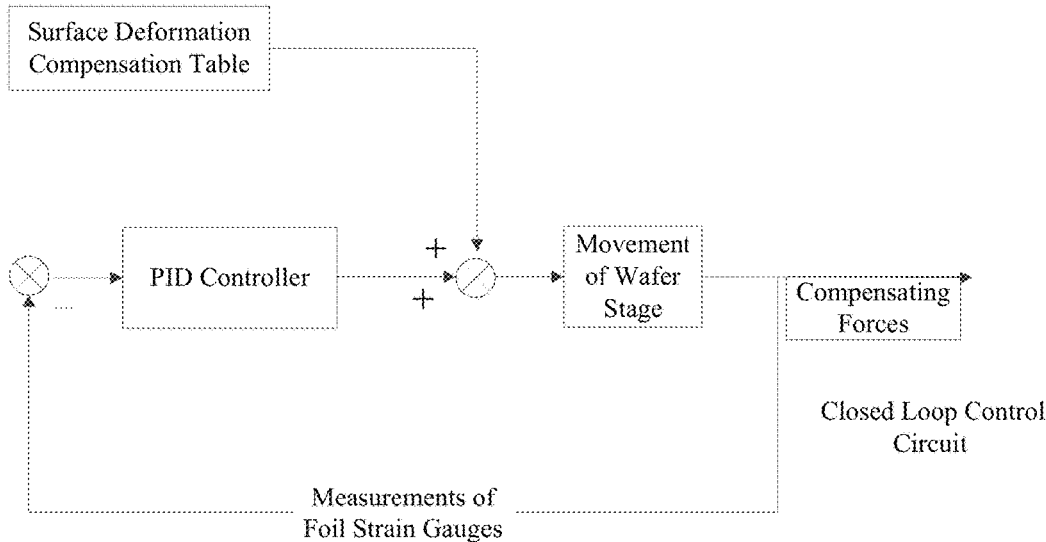 Surface Deformation
Compensation Table
+
+
PID Controller
Movement
of Wafer
Stage
Compensating
Forces
Closed Loop Control
Circuit
Measurements of
Foil Strain Gauges